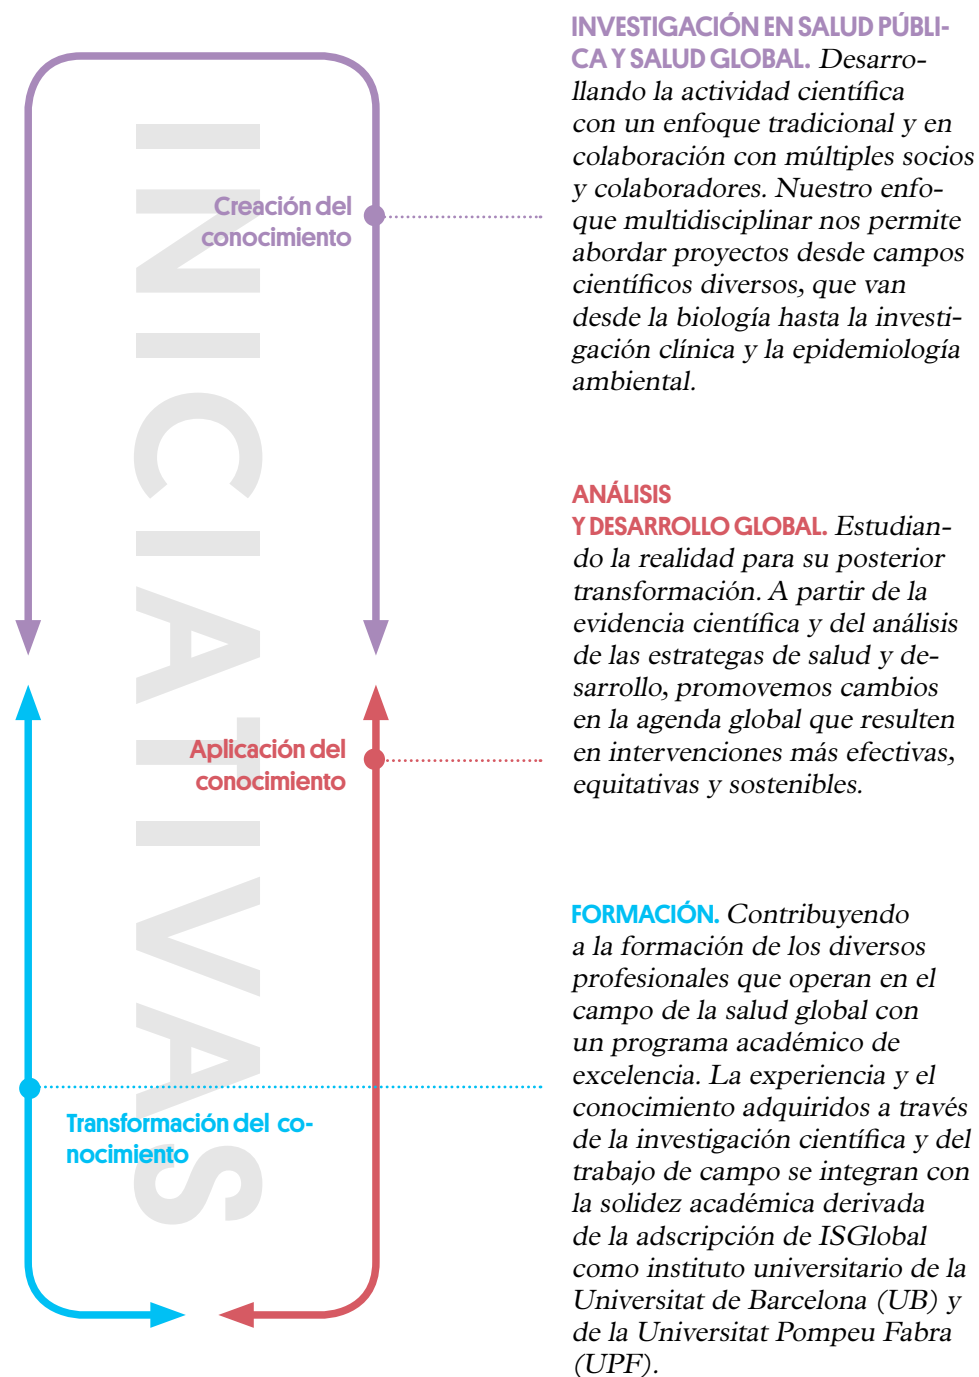 INICIATIVAS
Creación del
conocimiento
INVESTIGACIÓN EN SALUD PÚBLI-
CA Y SALUD GLOBAL. Desarro-
llando la actividad científica
con un enfoque tradicional y en
colaboración con múltiples socios
y colaboradores. Nuestro enfo-
que multidisciplinar nos permite
abordar proyectos desde campos
científicos diversos, que van
desde la biología hasta la investi-
gación clínica y la epidemiología
ambiental.
Aplicación del
conocimiento
ANÁLISIS
Y DESARROLLO GLOBAL. Estudian-
do la realidad para su posterior
transformación. A partir de la
evidencia científica y del análisis
de las estrategas de salud y de-
sarrollo, promovemos cambios
en la agenda global que resulten
en intervenciones más efectivas,
equitativas y sostenibles.
Transformación del co-
nocimiento
FORMACIÓN. Contribuyendo
a la formación de los diversos
profesionales que operan en el
campo de la salud global con
un programa académico de
excelencia. La experiencia y el
conocimiento adquiridos a través
de la investigación científica y del
trabajo de campo se integran con
la solidez académica derivada
de la adscripción de ISGlobal
como instituto universitario de la
Universitat de Barcelona (UB) y
de la Universitat Pompeu Fabra
(UPF).